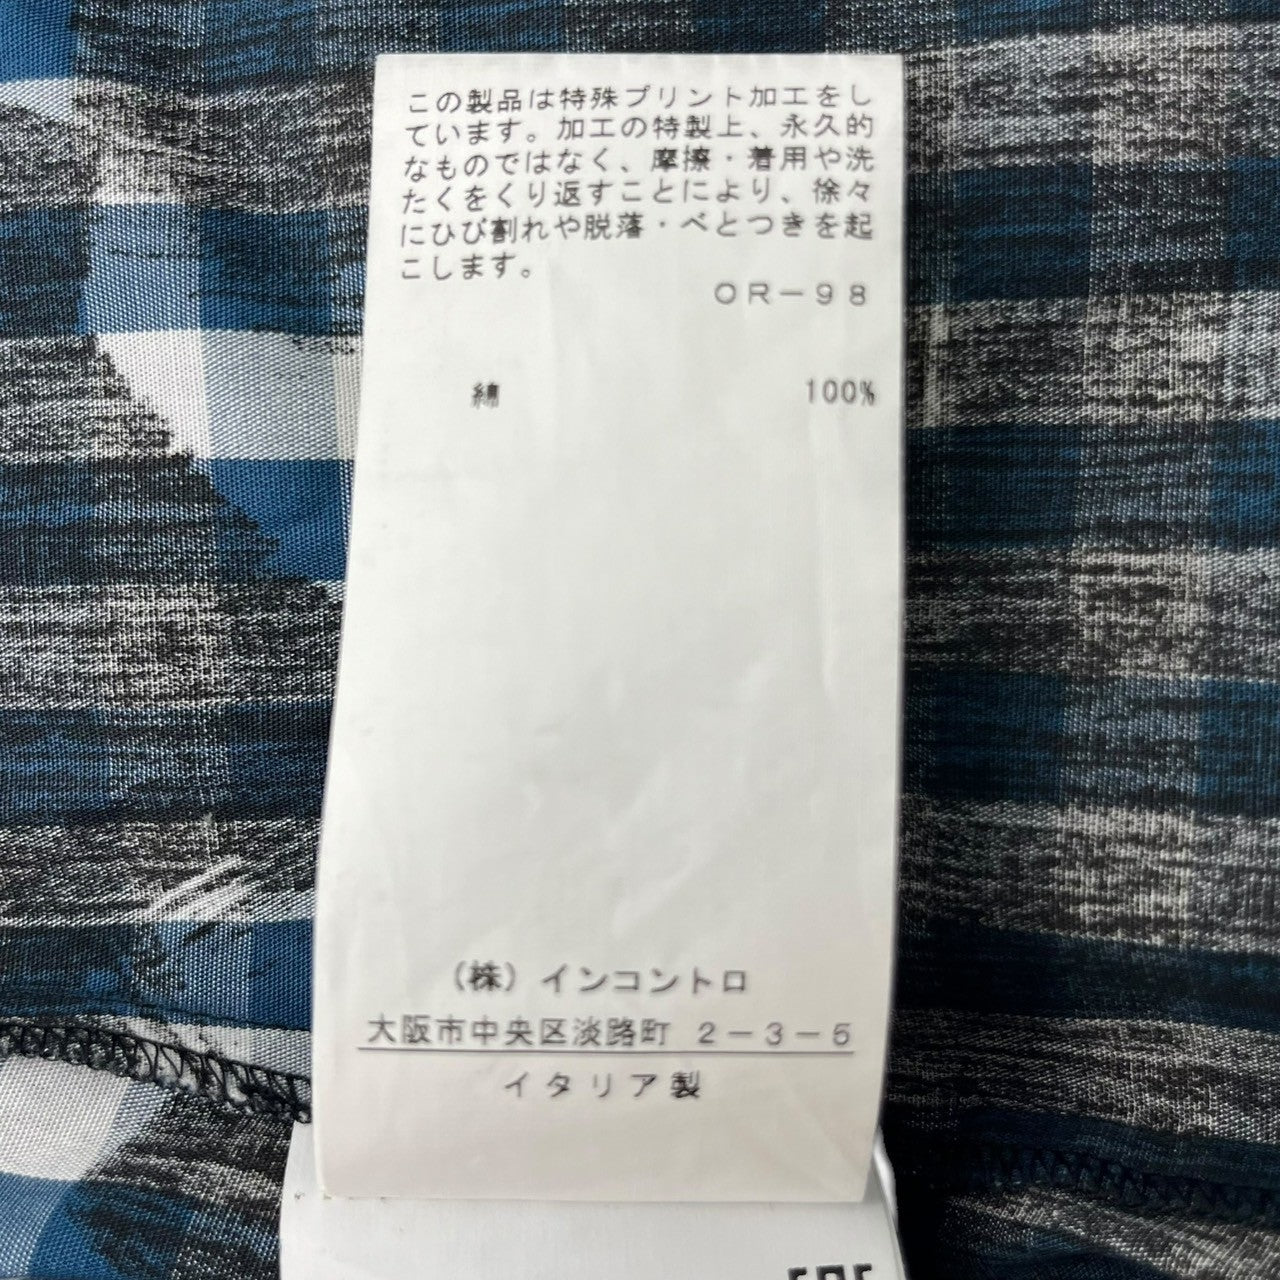 この製品は特殊プリント加工をし
ています。加工の特製上、永久的
なものではなく、摩擦・着用や洗
たくをくり返すことにより、徐々
にひび割れや脱落・べとつきを起
こします。
OR－98
綿 100%
(株)インコントロ
大阪市中央区淡路町 2－3－5
イタリア製